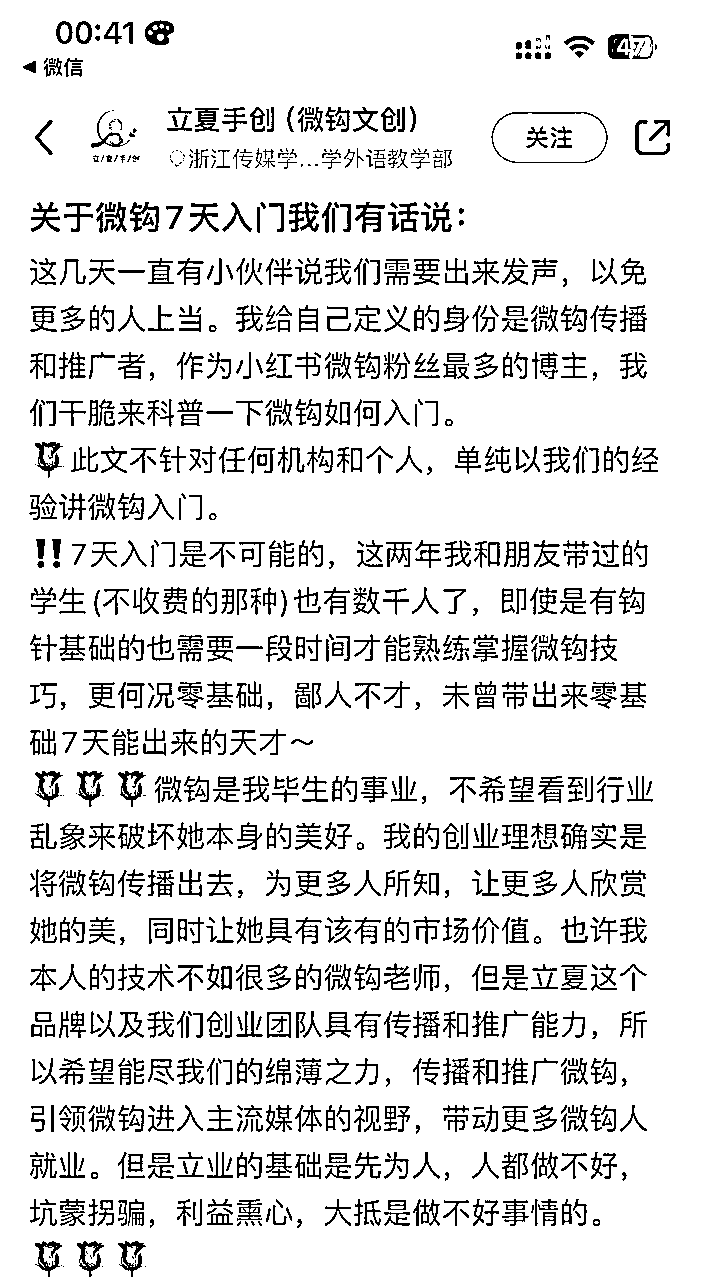 00:41
47
◀ 微信
立夏手创（微钩文创）
关注
浙江传媒学...学外语教学部
立/夏/手/创
关于微钩7天入门我们有话说：
这几天一直有小伙伴说我们需要出来发声，以免
更多的人上当。我给自己定义的身份是微钩传播
和推广者，作为小红书微钩粉丝最多的博主，我
们干脆来科普一下微钩如何入门。
🌹此文不针对任何机构和个人，单纯以我们的经
验讲微钩入门。
‼️7天入门是不可能的，这两年我和朋友带过的
学生(不收费的那种)也有数千人了，即使是有钩
针基础的也需要一段时间才能熟练掌握微钩技
巧，更何况零基础，鄙人不才，未曾带出来零基
础7天能出来的天才～
🌹🌹🌹微钩是我毕生的事业，不希望看到行业
乱象来破坏她本身的美好。我的创业理想确实是
将微钩传播出去，为更多人所知，让更多人欣赏
她的美，同时让她具有该有的市场价值。也许我
本人的技术不如很多的微钩老师，但是立夏这个
品牌以及我们创业团队具有传播和推广能力，所
以希望能尽我们的绵薄之力，传播和推广微钩，
引领微钩进入主流媒体的视野，带动更多微钩人
就业。但是立业的基础是先为人，人都做不好，
坑蒙拐骗，利益熏心，大抵是做不好事情的。
🌹🌹🌹